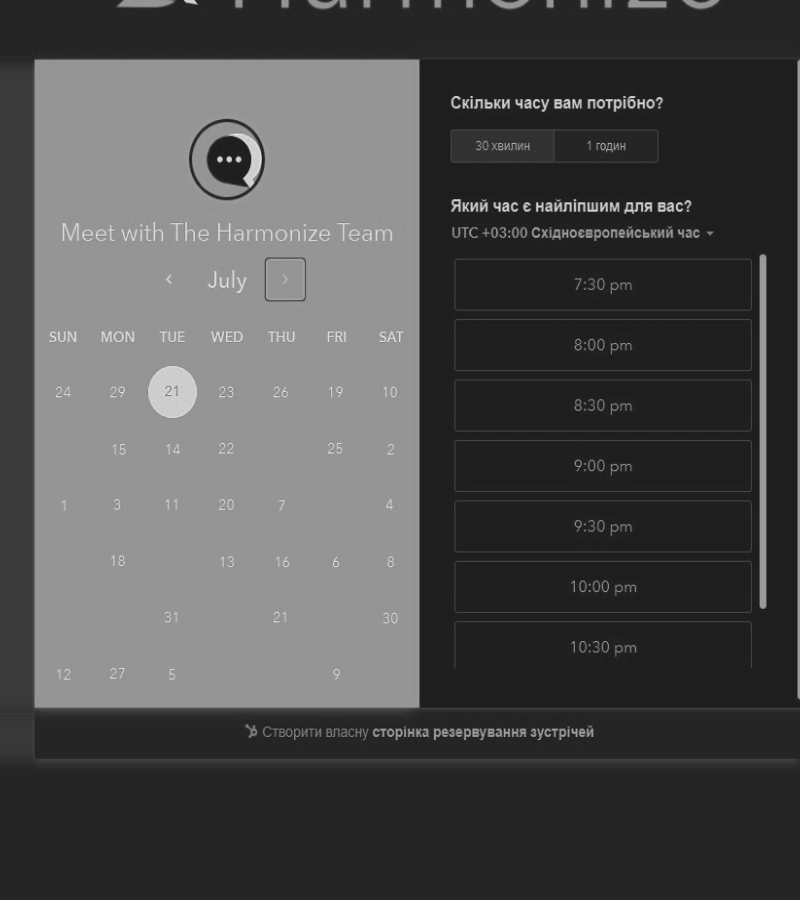 Harmonize
Meet with The Harmonize Team
July
SUN MON TUE WED THU FRI SAT
24 29 21 23 26 19 10
15 14 22 25 2
1 3 11 20 7 4
18 13 16 6 8
31 21 30
12 27 5 9
Скільки часу вам потрібно?
30 хвилин 1 годин
Який час є найліпшим для вас?
UTC +03:00 Східноєвропейський час
7:30 pm
8:00 pm
8:30 pm
9:00 pm
9:30 pm
10:00 pm
10:30 pm
Створити власну сторінка резервування зустрічей